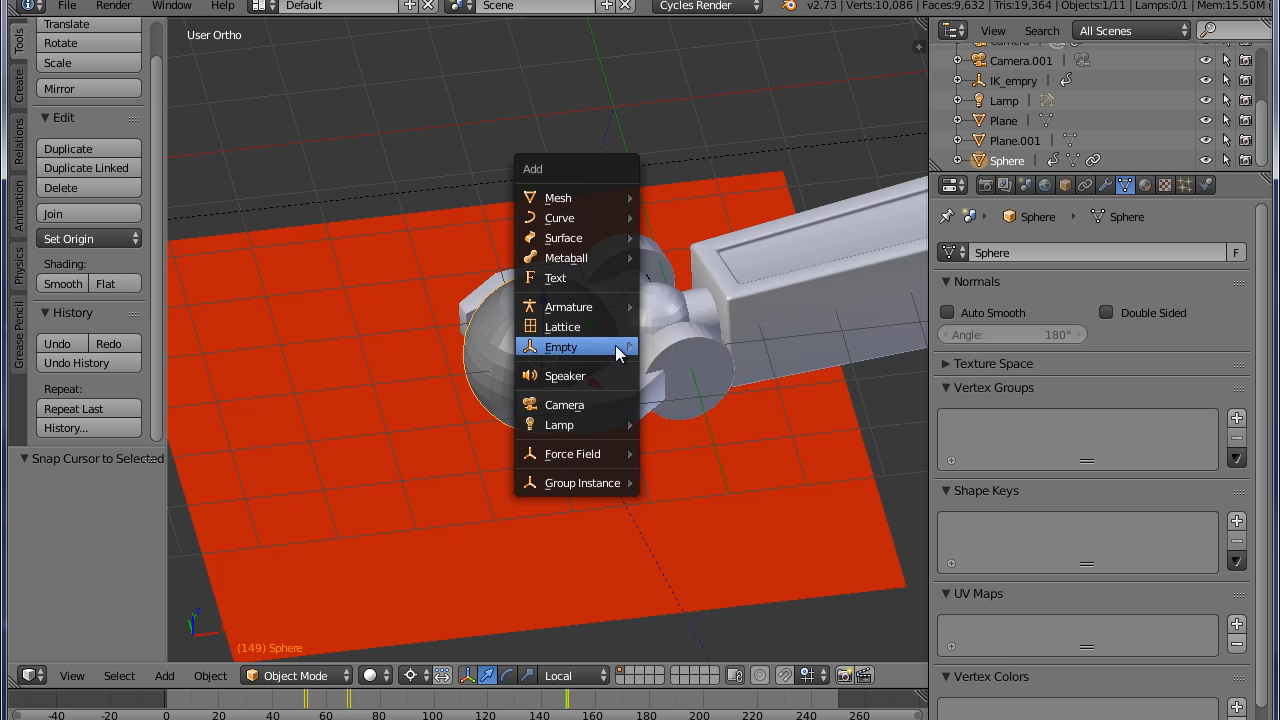 File Render Window Help Default Scene Cycles Render v2.73 | Verts:10,086 | Faces:9,632 | Tris:19,364 | Objects:1/11 | Lamps:0/1 | Mem:15.50M
Tools
Create
Relations
Animation
Physics
Grease Pencil
Translate
Rotate
Scale
Mirror
Edit
Duplicate
Duplicate Linked
Delete
Join
Set Origin
Shading:
Smooth Flat
History
Undo Redo
Undo History
Repeat:
Repeat Last
History...
Snap Cursor to Selected
User Ortho
Add
Mesh
Curve
Surface
Metaball
Text
Armature
Lattice
Empty
Speaker
Camera
Lamp
Force Field
Group Instance
(149) Sphere
View Select Add Object Object Mode Local
-40 -20 0 20 40 60 80 100 120 140 160 180 200 220 240 260
View Search All Scenes
Camera
Camera.001
IK_empry
Lamp
Plane
Plane.001
Sphere
Sphere Sphere
Sphere F
Normals
Auto Smooth Double Sided
Angle: 180°
Texture Space
Vertex Groups
Shape Keys
UV Maps
Vertex Colors